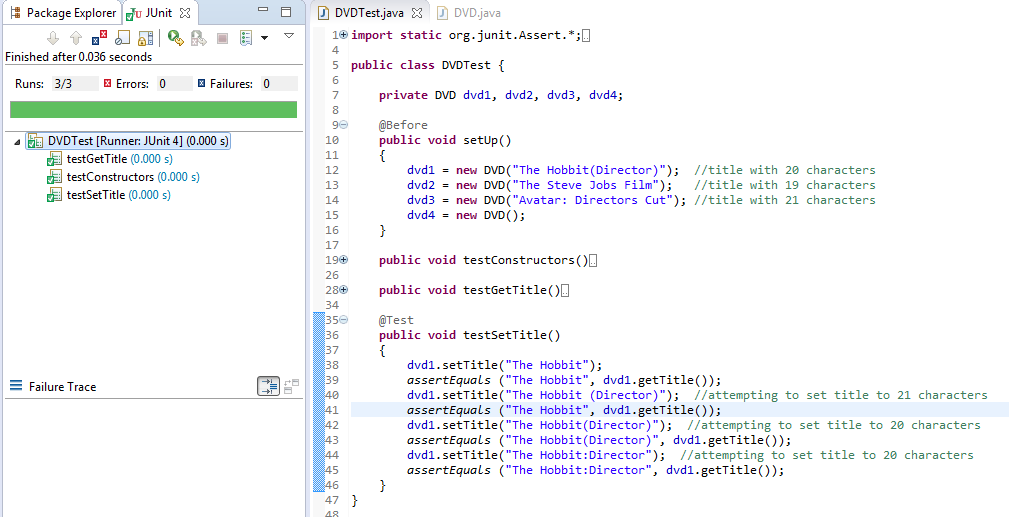 Package Explorer JUnit
Finished after 0.036 seconds
Runs: 3/3 Errors: 0 Failures: 0
DVDTest [Runner: JUnit 4] (0.000 s)
testGetTitle (0.000 s)
testConstructors (0.000 s)
testSetTitle (0.000 s)
Failure Trace
DVDTest.java DVD.java
1 import static org.junit.Assert.*;
4
5 public class DVDTest {
6
7 private DVD dvd1, dvd2, dvd3, dvd4;
8
9 @Before
10 public void setUp()
11 {
12 dvd1 = new DVD("The Hobbit(Director)"); //title with 20 characters
13 dvd2 = new DVD("The Steve Jobs Film"); //title with 19 characters
14 dvd3 = new DVD("Avatar: Directors Cut"); //title with 21 characters
15 dvd4 = new DVD();
16 }
17
19 public void testConstructors()
26
28 public void testGetTitle()
34
35 @Test
36 public void testSetTitle()
37 {
38 dvd1.setTitle("The Hobbit");
39 assertEquals ("The Hobbit", dvd1.getTitle());
40 dvd1.setTitle("The Hobbit (Director)"); //attempting to set title to 21 characters
41 assertEquals ("The Hobbit", dvd1.getTitle());
42 dvd1.setTitle("The Hobbit(Director)"); //attempting to set title to 20 characters
43 assertEquals ("The Hobbit(Director)", dvd1.getTitle());
44 dvd1.setTitle("The Hobbit:Director"); //attempting to set title to 20 characters
45 assertEquals ("The Hobbit:Director", dvd1.getTitle());
46 }
47 }
48